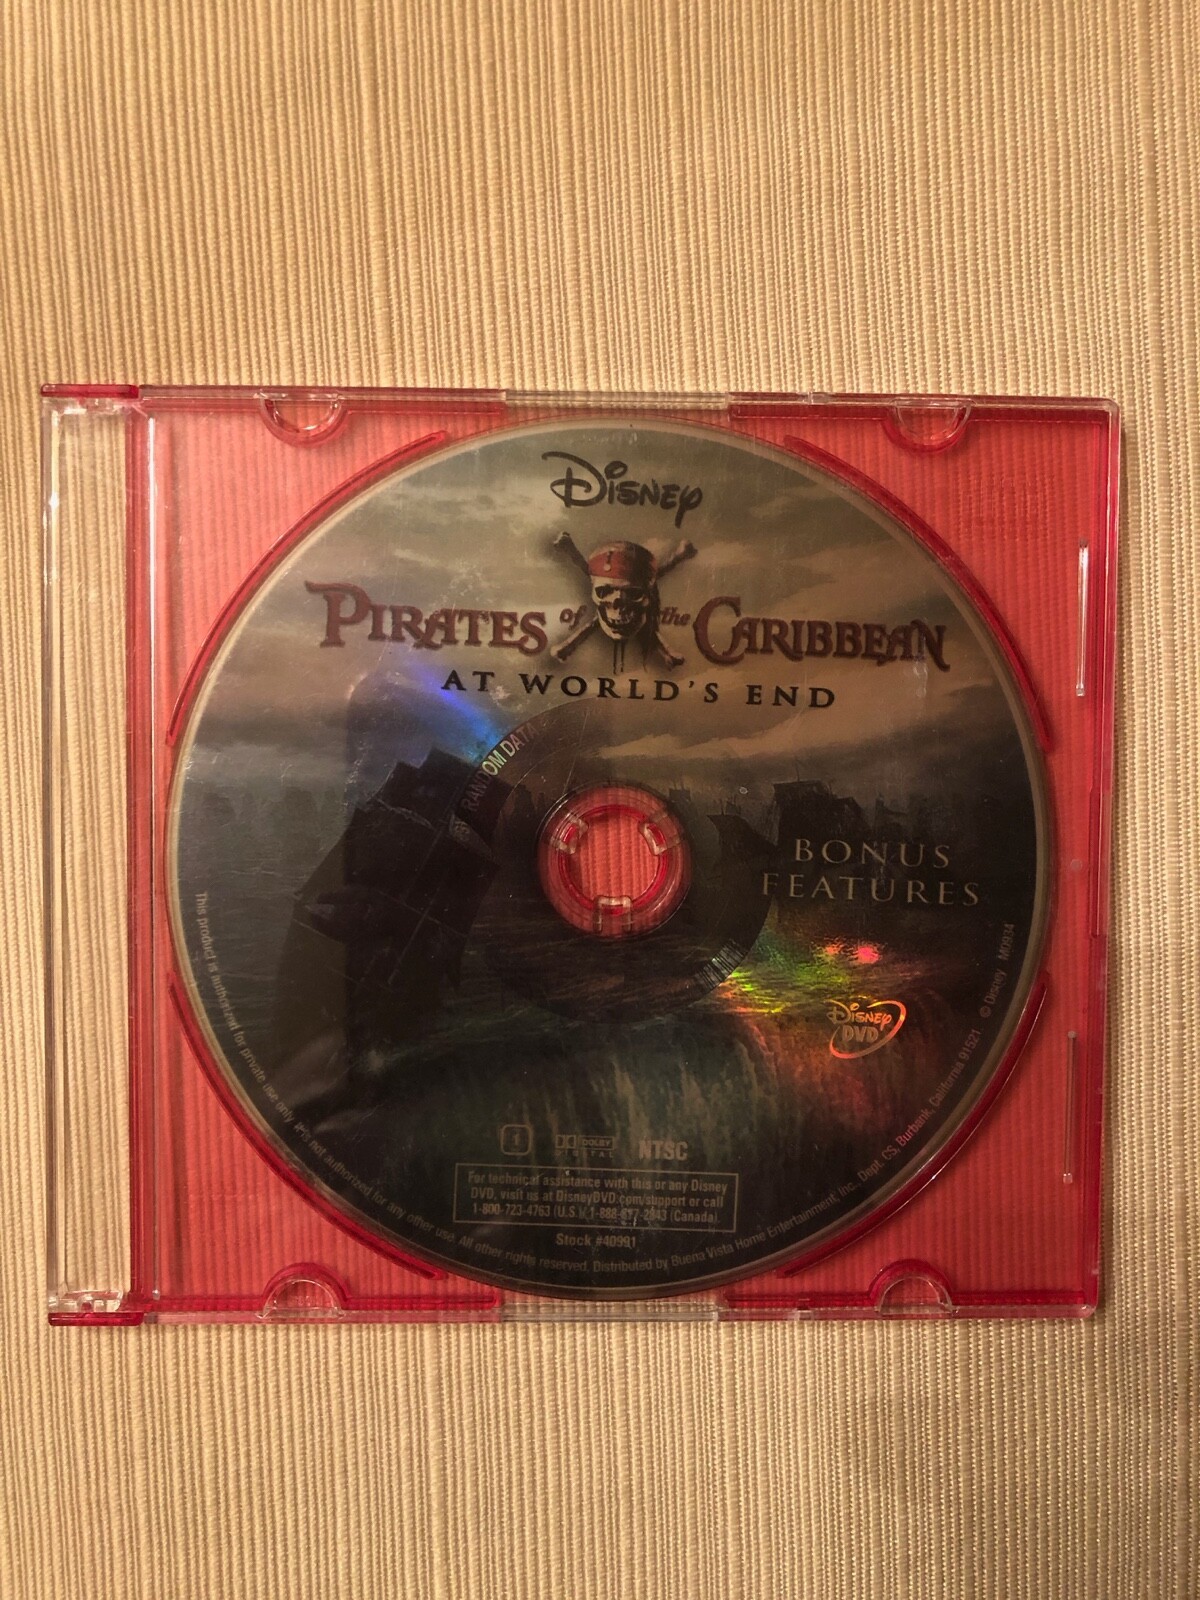 Disney
PIRATES of the CARIBBEAN
AT WORLD'S END
RANDOM DATA
BONUS
FEATURES
Disney
DVD
1 DOLBY DIGITAL NTSC
For technical assistance with this or any Disney
DVD, visit us at DisneyDVD.com/support or call
1-800-723-4763 (U.S.) (Canada).
Stock #40991
This product is authorized for private use only. It is not authorized for any other use. All other rights reserved. Distributed by Buena Vista Home Entertainment, Inc., Dept. CS, Burbank, California 91521 © Disney M0934